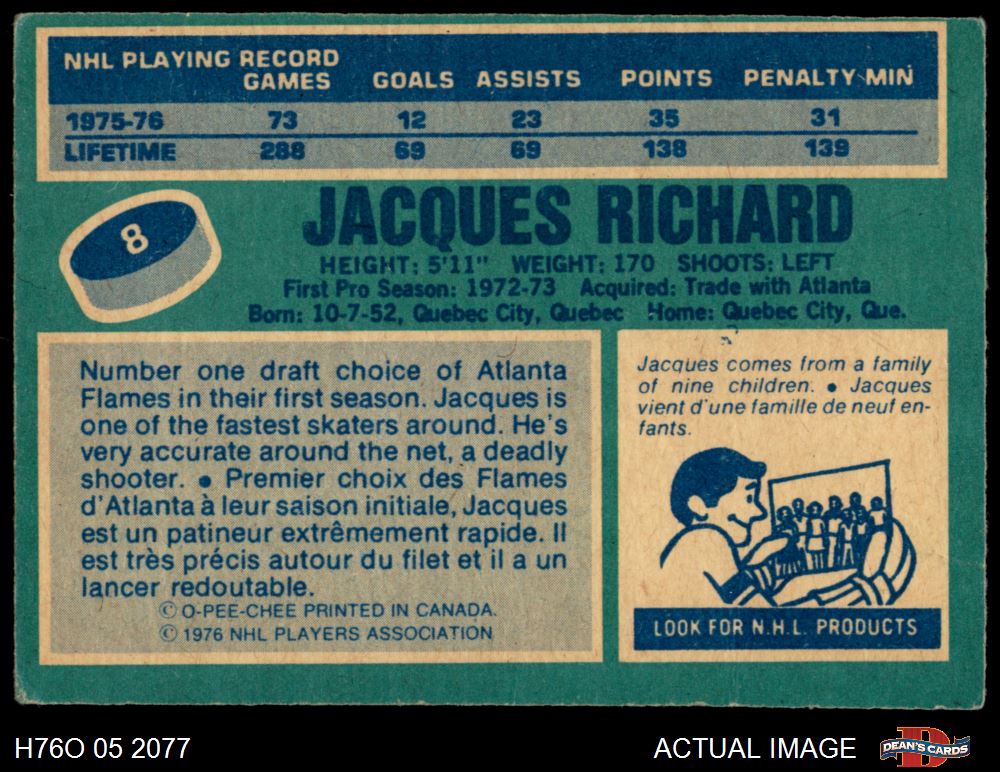 NHL PLAYING RECORD
GAMES GOALS ASSISTS POINTS PENALTY MIN
1975-76 73 12 23 35 31
LIFETIME 288 69 69 138 139
8
JACQUES RICHARD
HEIGHT: 5'11" WEIGHT: 170 SHOOTS: LEFT
First Pro Season: 1972-73 Acquired: Trade with Atlanta
Born: 10-7-52, Quebec City, Quebec Home: Quebec City, Que.
Number one draft choice of Atlanta
Flames in their first season. Jacques is
one of the fastest skaters around. He's
very accurate around the net, a deadly
shooter. • Premier choix des Flames
d'Atlanta à leur saison initiale, Jacques
est un patineur extrêmement rapide. Il
est très précis autour du filet et il a un
lancer redoutable.
© O-PEE-CHEE PRINTED IN CANADA.
© 1976 NHL PLAYERS ASSOCIATION
Jacques comes from a family
of nine children. • Jacques
vient d'une famille de neuf en-
fants.
LOOK FOR N.H.L. PRODUCTS
H76O 05 2077
ACTUAL IMAGE
D
DEAN'S CARDS